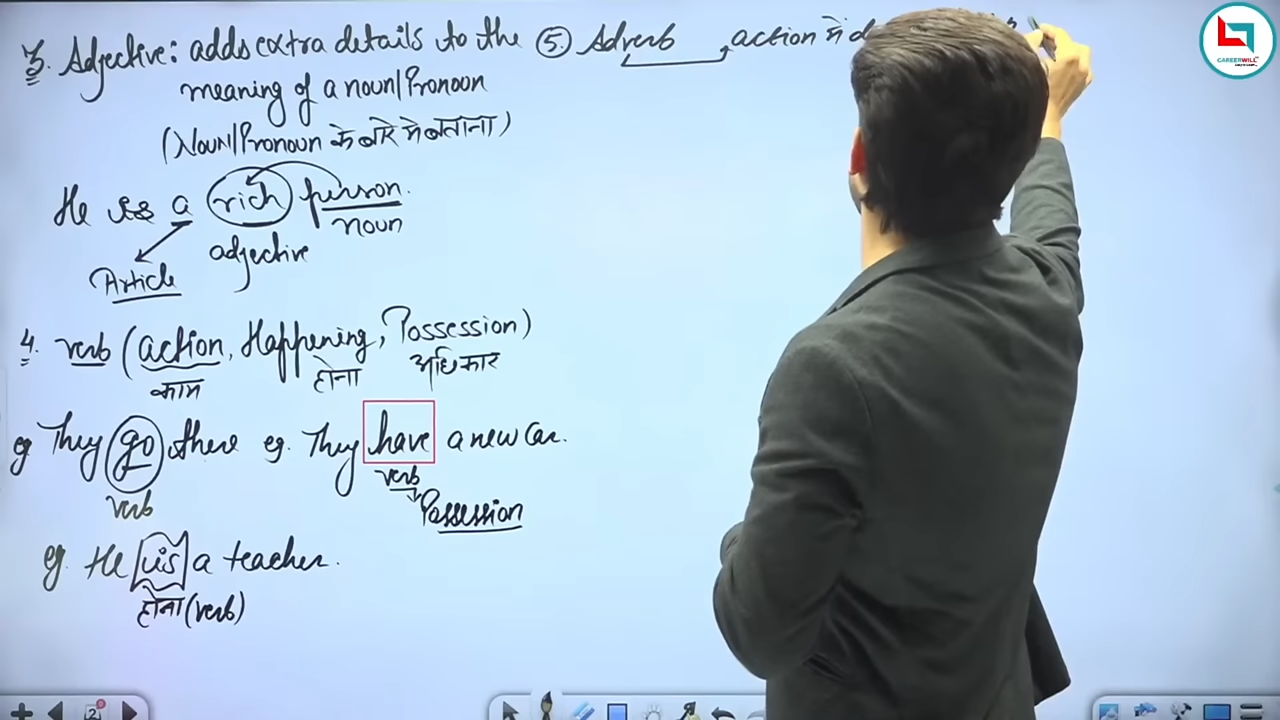 3. Adjective: adds extra details to the
meaning of a noun/Pronoun
(Noun/Pronoun के बारे मे बताना)
He is a rich person.
noun
adjective
Article
4. verb (action, Happening, Possession)
काम होना अधिकार
eg They go there eg. They have a new Car.
verb verb
Possession
eg. He is a teacher.
होना (verb)
⑤ Adverb action मे
CAREERWILL
2